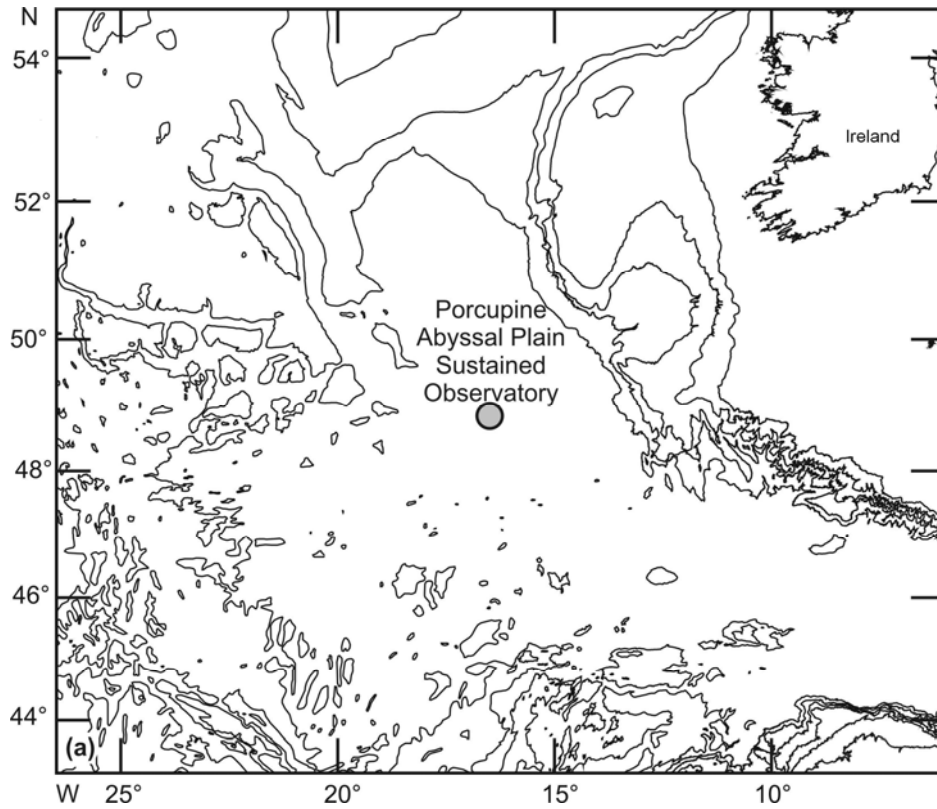 N
54°
Ireland
52°
Porcupine
50°
Abyssal Plain
Sustained
Observatory
48°
46°
44°
(a)
W 25° 20° 15° 10°